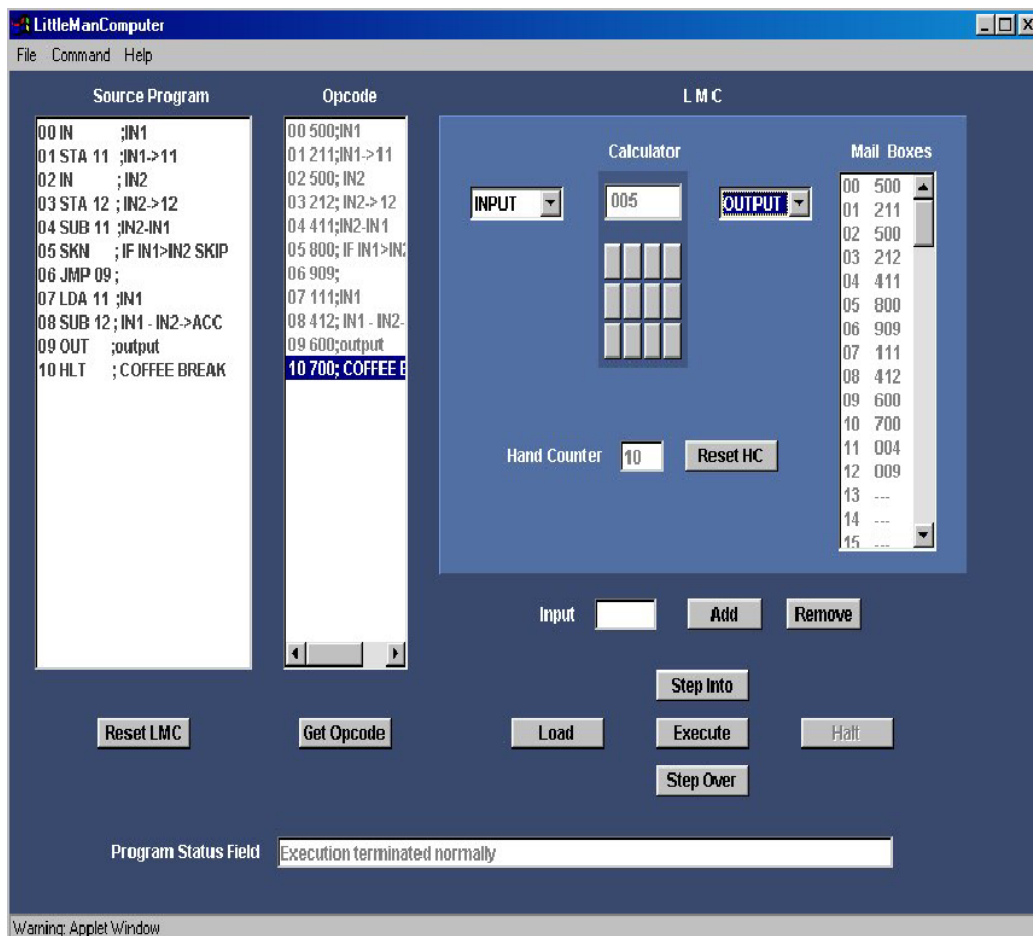 LittleManComputer
File Command Help
Source Program
00 IN ;IN1
01 STA 11 ;IN1->11
02 IN ; IN2
03 STA 12 ; IN2->12
04 SUB 11 ;IN2-IN1
05 SKN ; IF IN1>IN2 SKIP
06 JMP 09 ;
07 LDA 11 ;IN1
08 SUB 12 ; IN1 - IN2->ACC
09 OUT ;output
10 HLT ; COFFEE BREAK
Opcode
00 500;IN1
01 211;IN1->11
02 500; IN2
03 212; IN2-> 12
04 411;IN2-IN1
05 800; IF IN1>IN
06 909;
07 111;IN1
08 412; IN1 - IN2-
09 600;output
10 700; COFFEE
LMC
Calculator
INPUT
005
OUTPUT
Hand Counter 10 Reset HC
Mail Boxes
00 500
01 211
02 500
03 212
04 411
05 800
06 909
07 111
08 412
09 600
10 700
11 004
12 009
13 ---
14 ---
15 ---
Input Add Remove
Step Into
Reset LMC Get Opcode Load Execute Halt
Step Over
Program Status Field Execution terminated normally
Warning: Applet Window